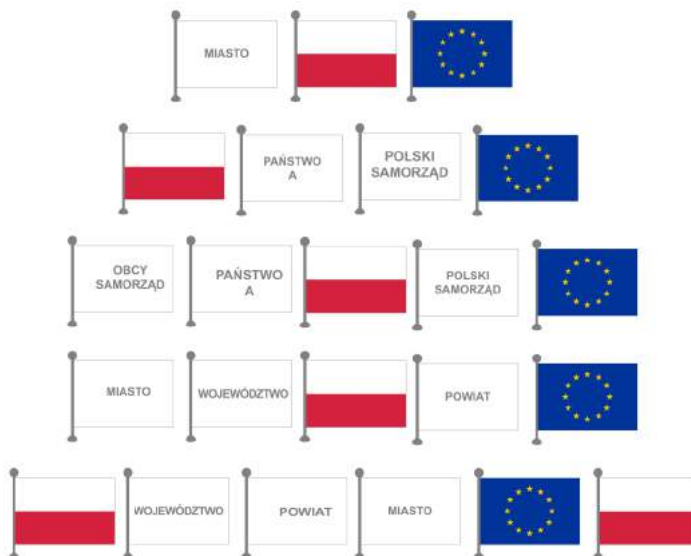 MIASTO
PAŃSTWO
A
POLSKI
SAMORZĄD
OBCY
SAMORZĄD
PAŃSTWO
A
POLSKI
SAMORZĄD
MIASTO
WOJEWÓDZTWO
POWIAT
WOJEWÓDZTWO
POWIAT
MIASTO